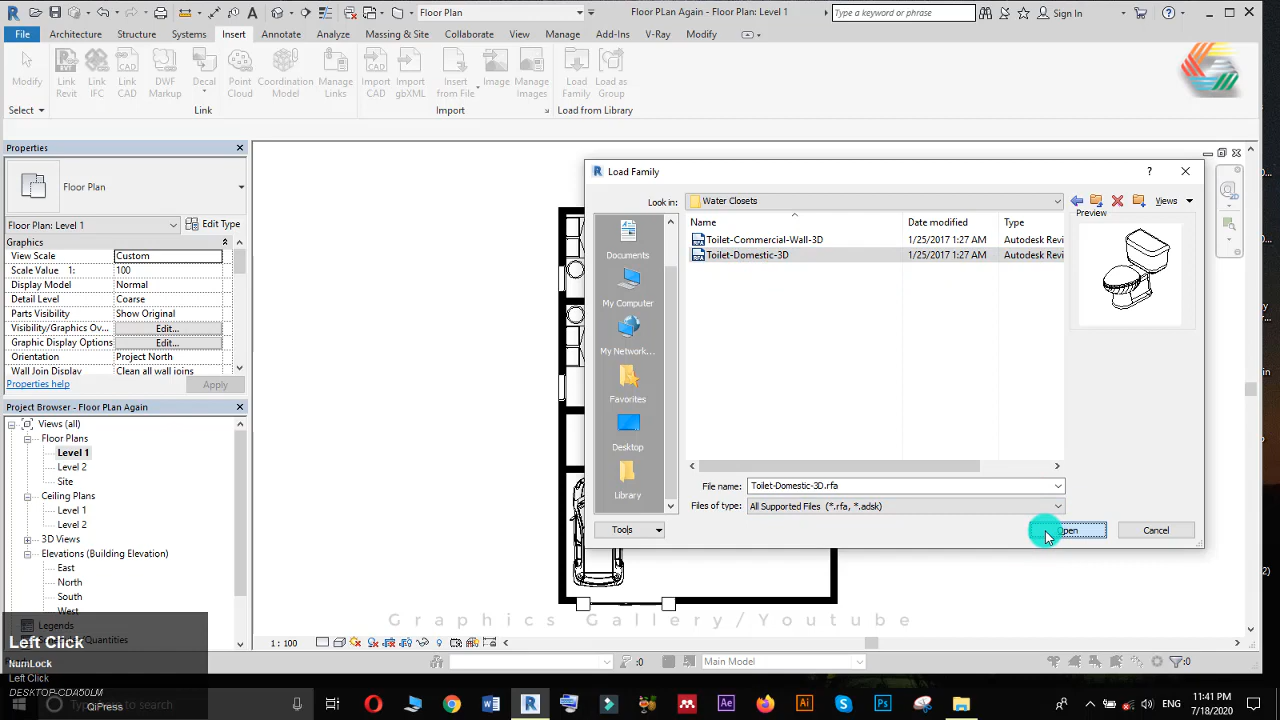 Floor Plan
Floor PLan Again - Floor Plan: Level 1
Type a keyword or phrase
Sign In
File
Architecture
Structure
Systems
Insert
Annotate
Analyze
Massing & Site
Collaborate
View
Manage
Add-Ins
V-Ray
Modify
Modify
Link Revit
Link IFC
Link CAD
DWF Markup
Decal
Point Cloud
Coordination Model
Manage Links
Import CAD
Import gbXML
Insert from File
Image
Manage Images
Load Family
Load as Group
Select
Link
Import
Load from Library
Properties
Floor Plan
Floor Plan: Level 1
Edit Type
Graphics
View Scale Custom
Scale Value 1: 100
Display Model Normal
Detail Level Coarse
Parts Visibility Show Original
Visibility/Graphics Ov... Edit...
Graphic Display Options Edit...
Orientation Project North
Wall Join Display Clean all wall joins
Properties help
Apply
Project Browser - Floor PLan Again
Views (all)
Floor Plans
Level 1
Level 2
Site
Ceiling Plans
Level 1
Level 2
3D Views
Elevations (Building Elevation)
East
North
South
West
Legends
Left Click
NumLock
Left Click
DESKTOP-CDA50LM
QiPress
Load Family
Look in: Water Closets
Views
Name Date modified Type
Toilet-Commercial-Wall-3D 1/25/2017 1:27 AM Autodesk Revi
Toilet-Domestic-3D 1/25/2017 1:27 AM Autodesk Revi
Preview
Documents
My Computer
My Network...
Favorites
Desktop
Library
File name: Toilet-Domestic-3D.rfa
Files of type: All Supported Files (*.rfa, *.adsk)
Tools
Open
Cancel
Graphics Gallery/Youtube
1 : 100
:0
Main Model
:0
ENG
11:41 PM
7/18/2020